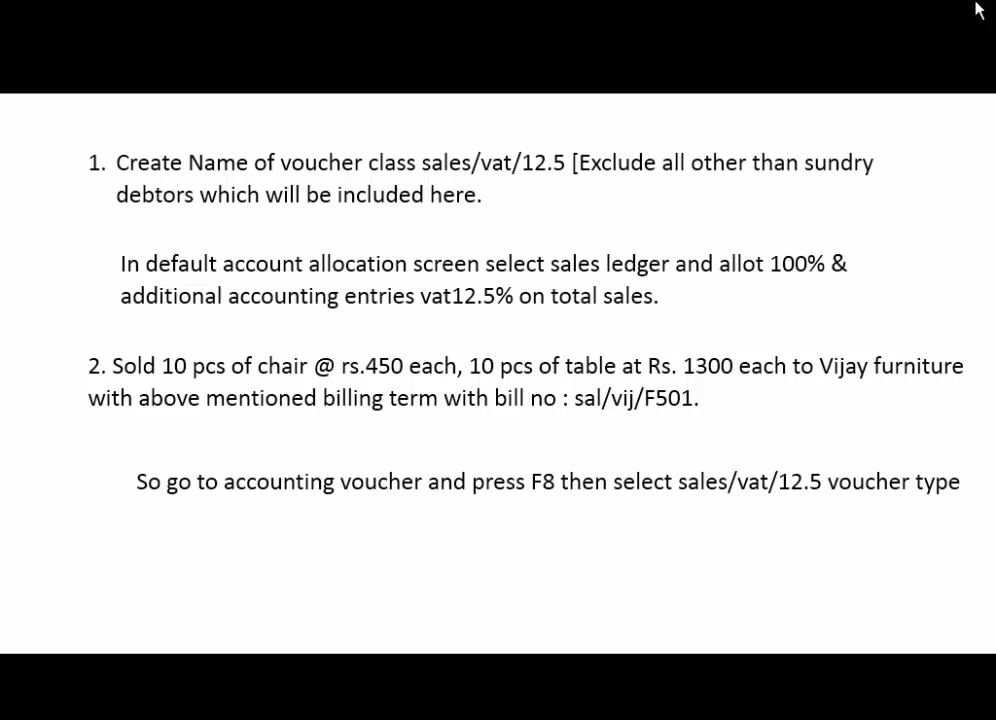 1. Create Name of voucher class sales/vat/12.5 [Exclude all other than sundry
debtors which will be included here.
In default account allocation screen select sales ledger and allot 100% &
additional accounting entries vat12.5% on total sales.
2. Sold 10 pcs of chair @ rs.450 each, 10 pcs of table at Rs. 1300 each to Vijay furniture
with above mentioned billing term with bill no : sal/vij/F501.
So go to accounting voucher and press F8 then select sales/vat/12.5 voucher type